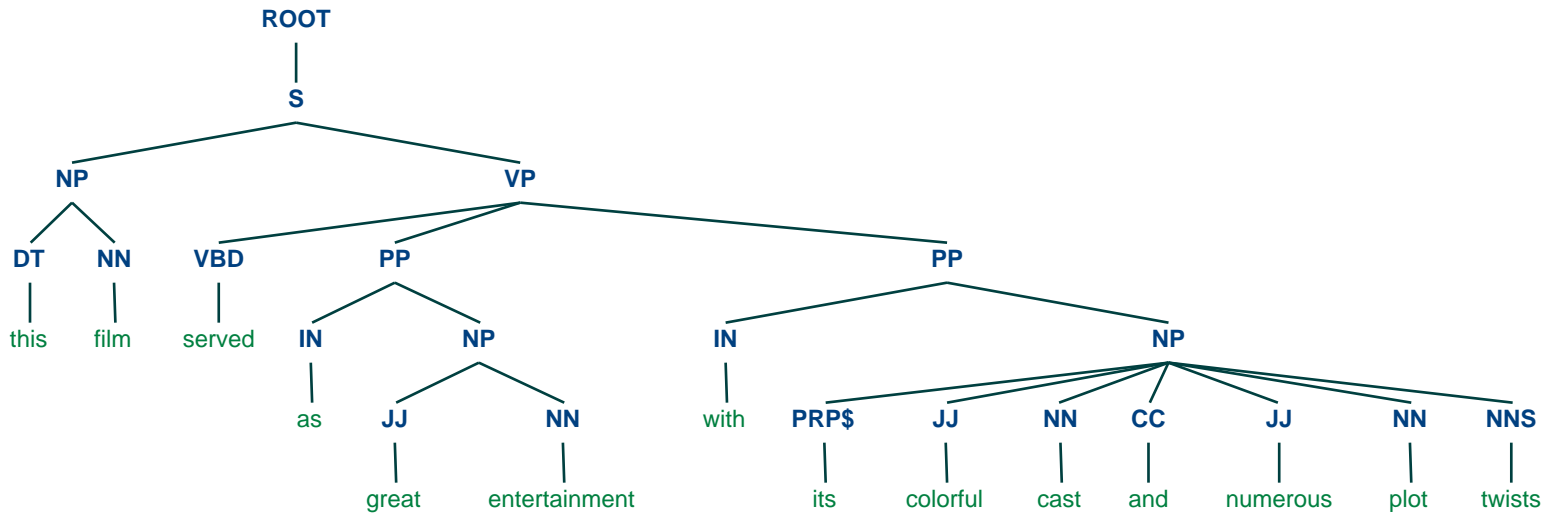 ROOT
S
NP VP
DT NN VBD PP PP
this film served IN NP IN NP
as JJ NN with PRP$ JJ NN CC JJ NN NNS
great entertainment its colorful cast and numerous plot twists